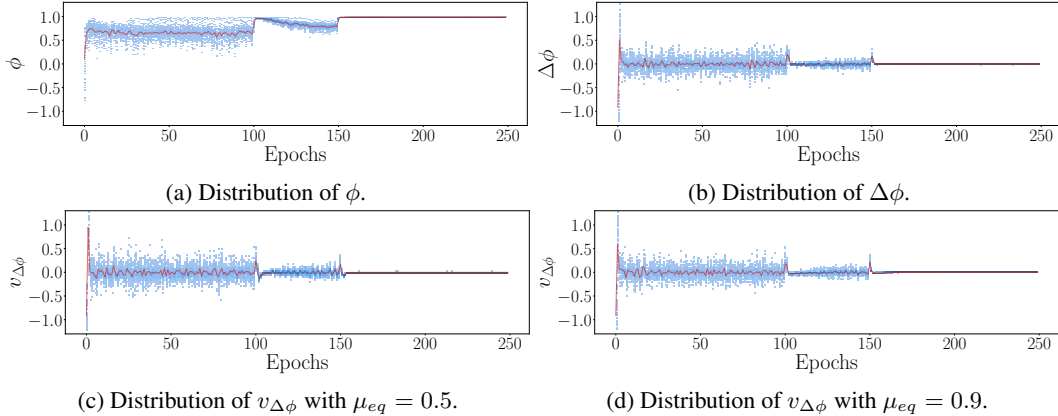 1.0
0.5
0.0
−0.5
−1.0
ϕ
0 50 100 150 200 250
Epochs
(a) Distribution of ϕ.
1.0
0.5
0.0
−0.5
−1.0
Δϕ
0 50 100 150 200 250
Epochs
(b) Distribution of Δϕ.
1.0
0.5
0.0
−0.5
−1.0
v_Δϕ
0 50 100 150 200 250
Epochs
(c) Distribution of v_Δϕ with μ_eq = 0.5.
1.0
0.5
0.0
−0.5
−1.0
v_Δϕ
0 50 100 150 200 250
Epochs
(d) Distribution of v_Δϕ with μ_eq = 0.9.